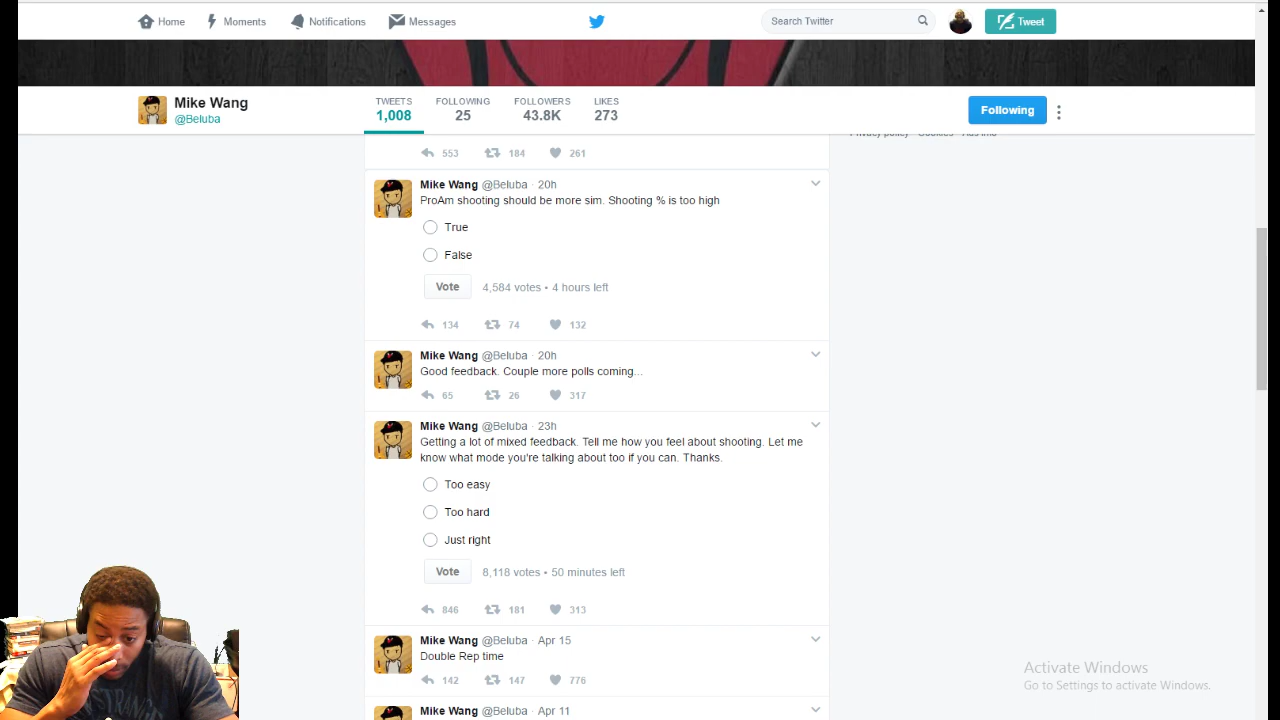 Home
Moments
Notifications
Messages
Search Twitter
Tweet
Mike Wang
@Beluba
TWEETS
1,008
FOLLOWING
25
FOLLOWERS
43.8K
LIKES
273
Following
Privacy policy Cookies Ads info
553 184 261
Mike Wang @Beluba · 20h
ProAm shooting should be more sim. Shooting % is too high
True
False
Vote 4,584 votes • 4 hours left
134 74 132
Mike Wang @Beluba · 20h
Good feedback. Couple more polls coming...
65 26 317
Mike Wang @Beluba · 23h
Getting a lot of mixed feedback. Tell me how you feel about shooting. Let me
know what mode you're talking about too if you can. Thanks.
Too easy
Too hard
Just right
Vote 8,118 votes • 50 minutes left
846 181 313
Mike Wang @Beluba · Apr 15
Double Rep time
142 147 776
Mike Wang @Beluba · Apr 11
Activate Windows
Go to Settings to activate Windows.